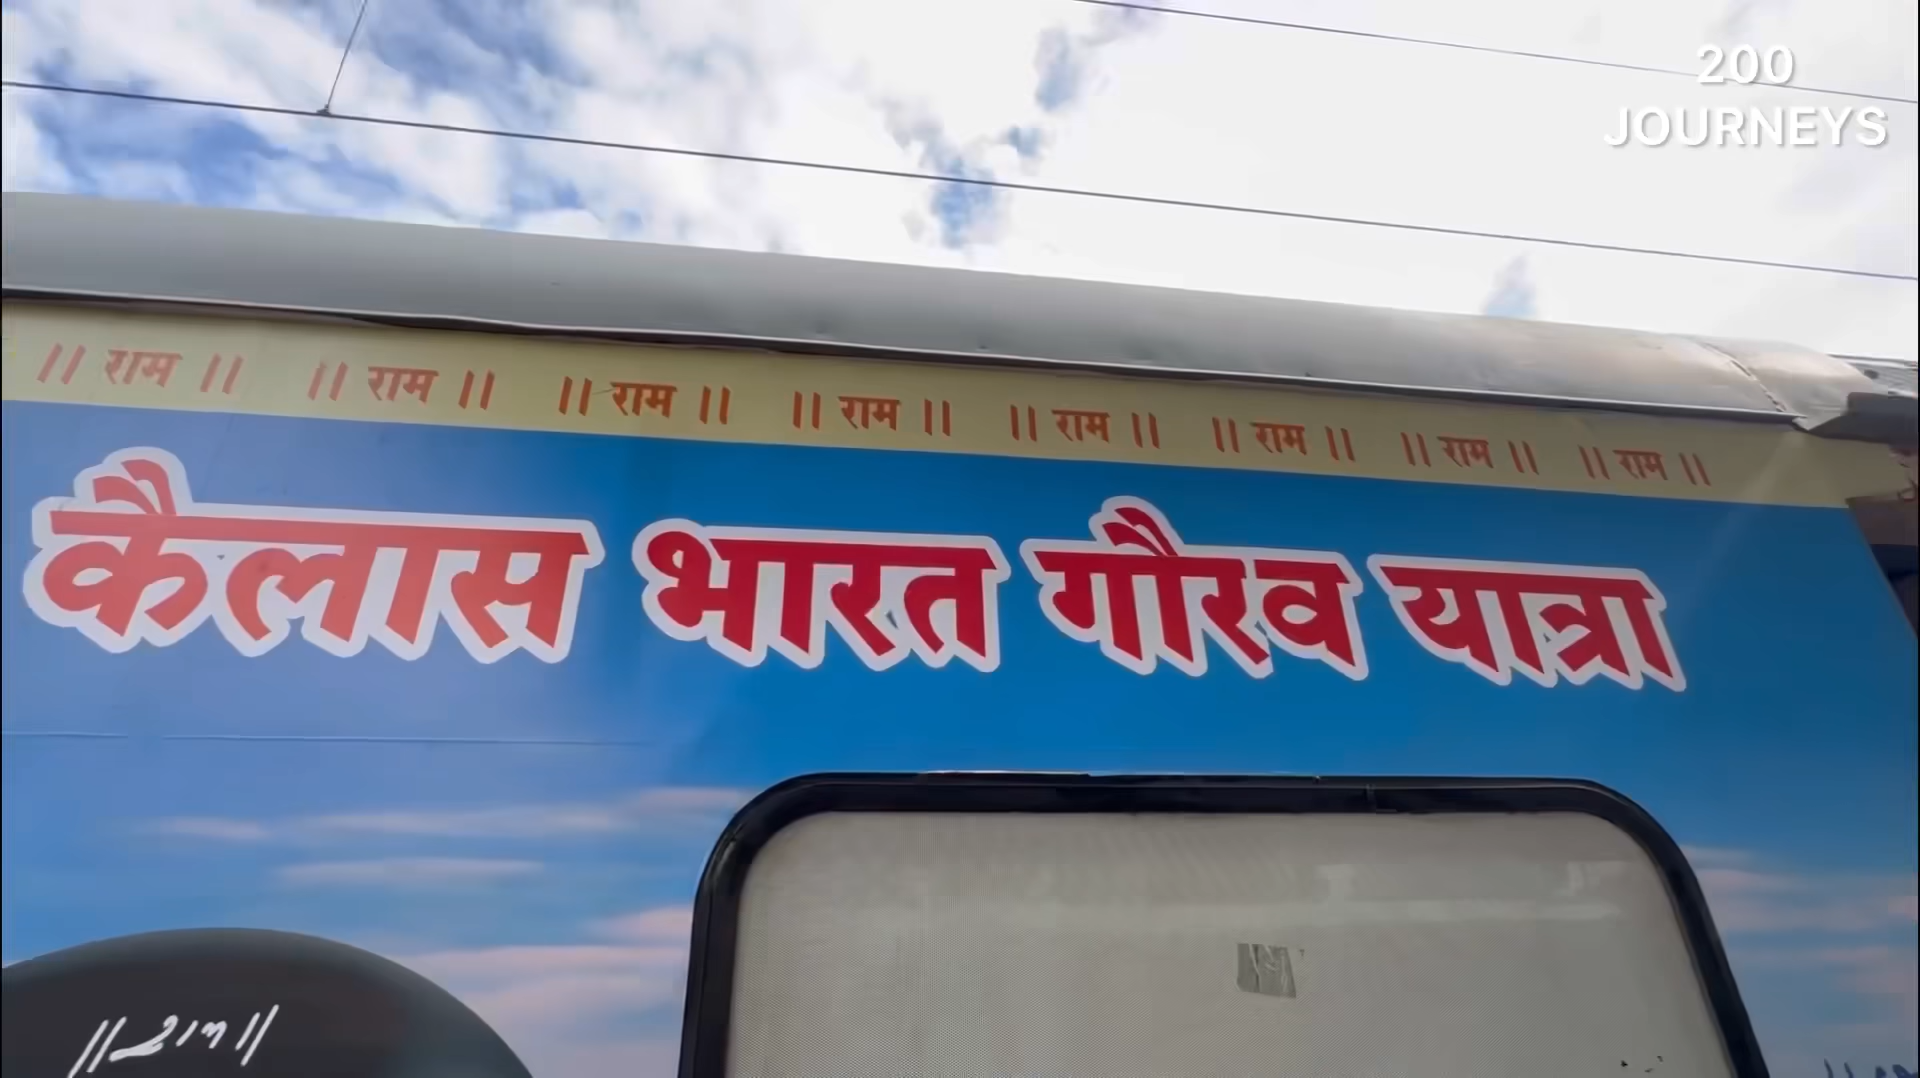 200
JOURNEYS
॥ राम ॥ ॥ राम ॥ ॥ राम ॥ ॥ राम ॥ ॥ राम ॥ ॥ राम ॥ ॥ राम ॥ ॥ राम ॥
कैलास भारत गौरव यात्रा
॥राम॥